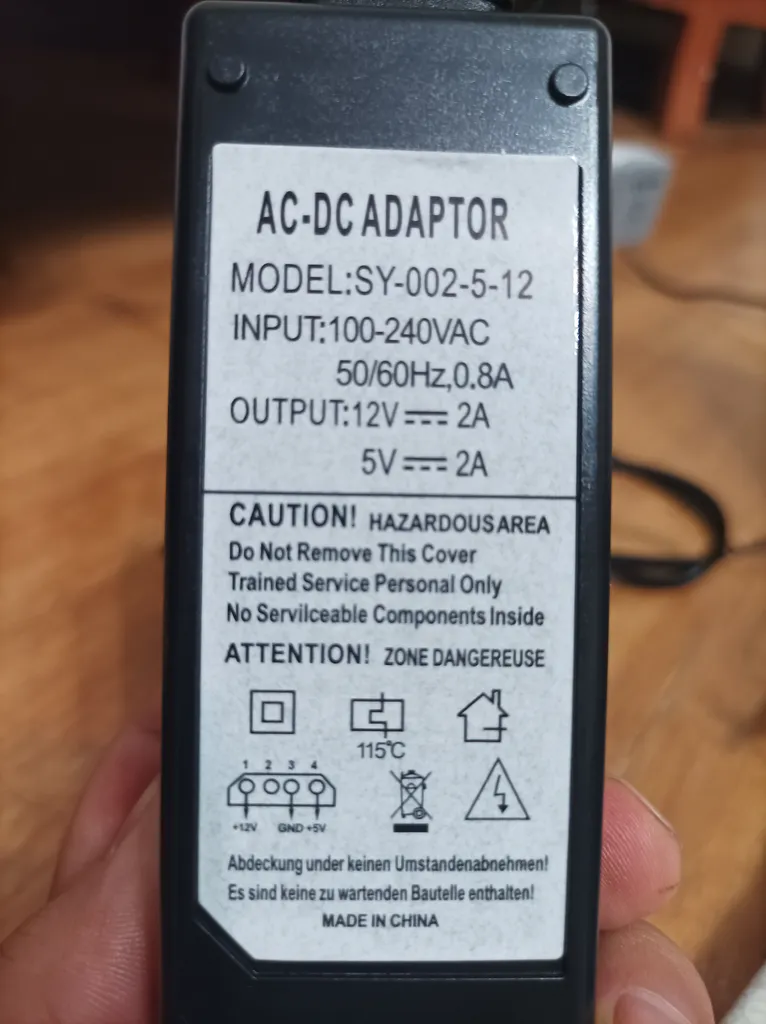 AC-DC ADAPTOR
MODEL:SY-002-5-12
INPUT:100-240VAC
50/60Hz,0.8A
OUTPUT:12V⎓2A
5V⎓2A
CAUTION! HAZARDOUS AREA
Do Not Remove This Cover
Trained Service Personal Only
No Servilceable Components Inside
ATTENTION! ZONE DANGEREUSE
115℃
1 2 3 4
+12V GND +5V
Abdeckung under keinen Umstandenabnehmen!
Es sind keine zu wartenden Bautelle enthalten!
MADE IN CHINA